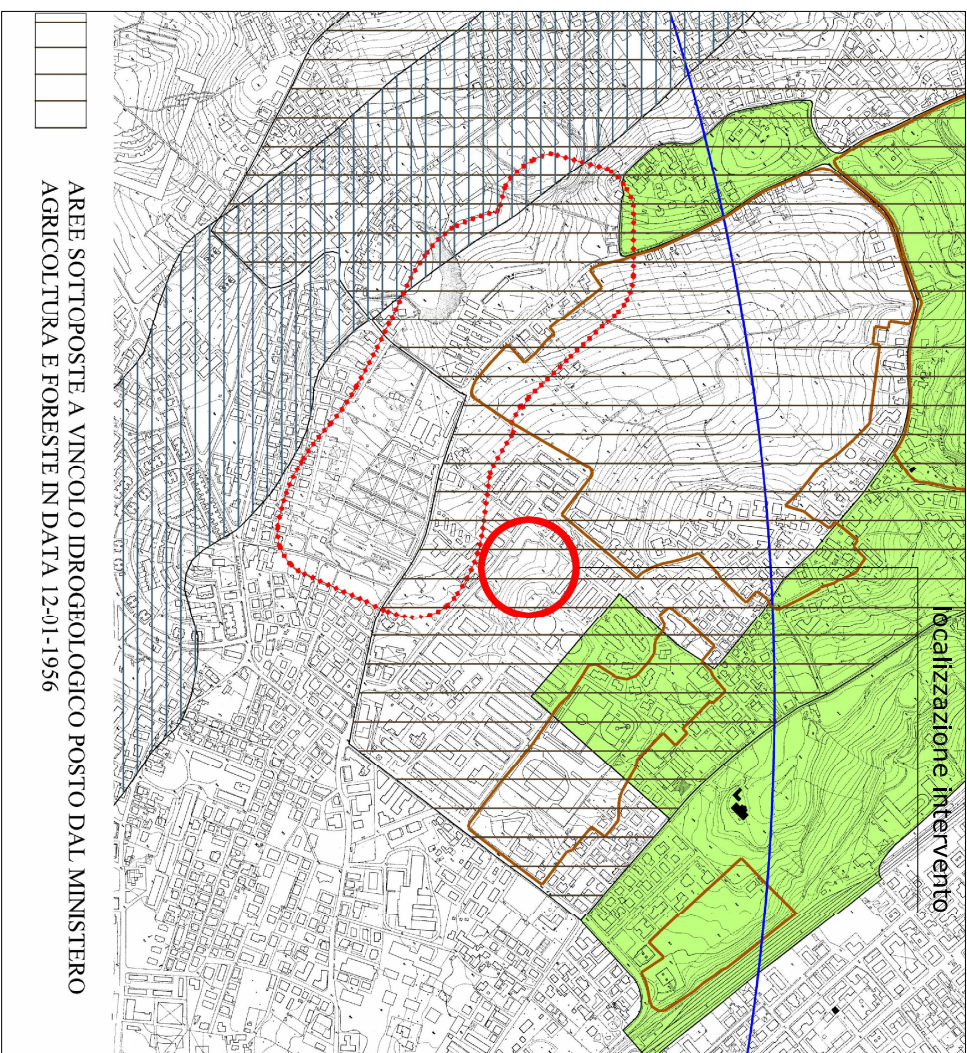 localizzazione intervento
AREE SOTTOPOSTE A VINCOLO IDROGEOLOGICO POSTO DAL MINISTERO
AGRICOLTURA E FORESTE IN DATA 12-01-1956